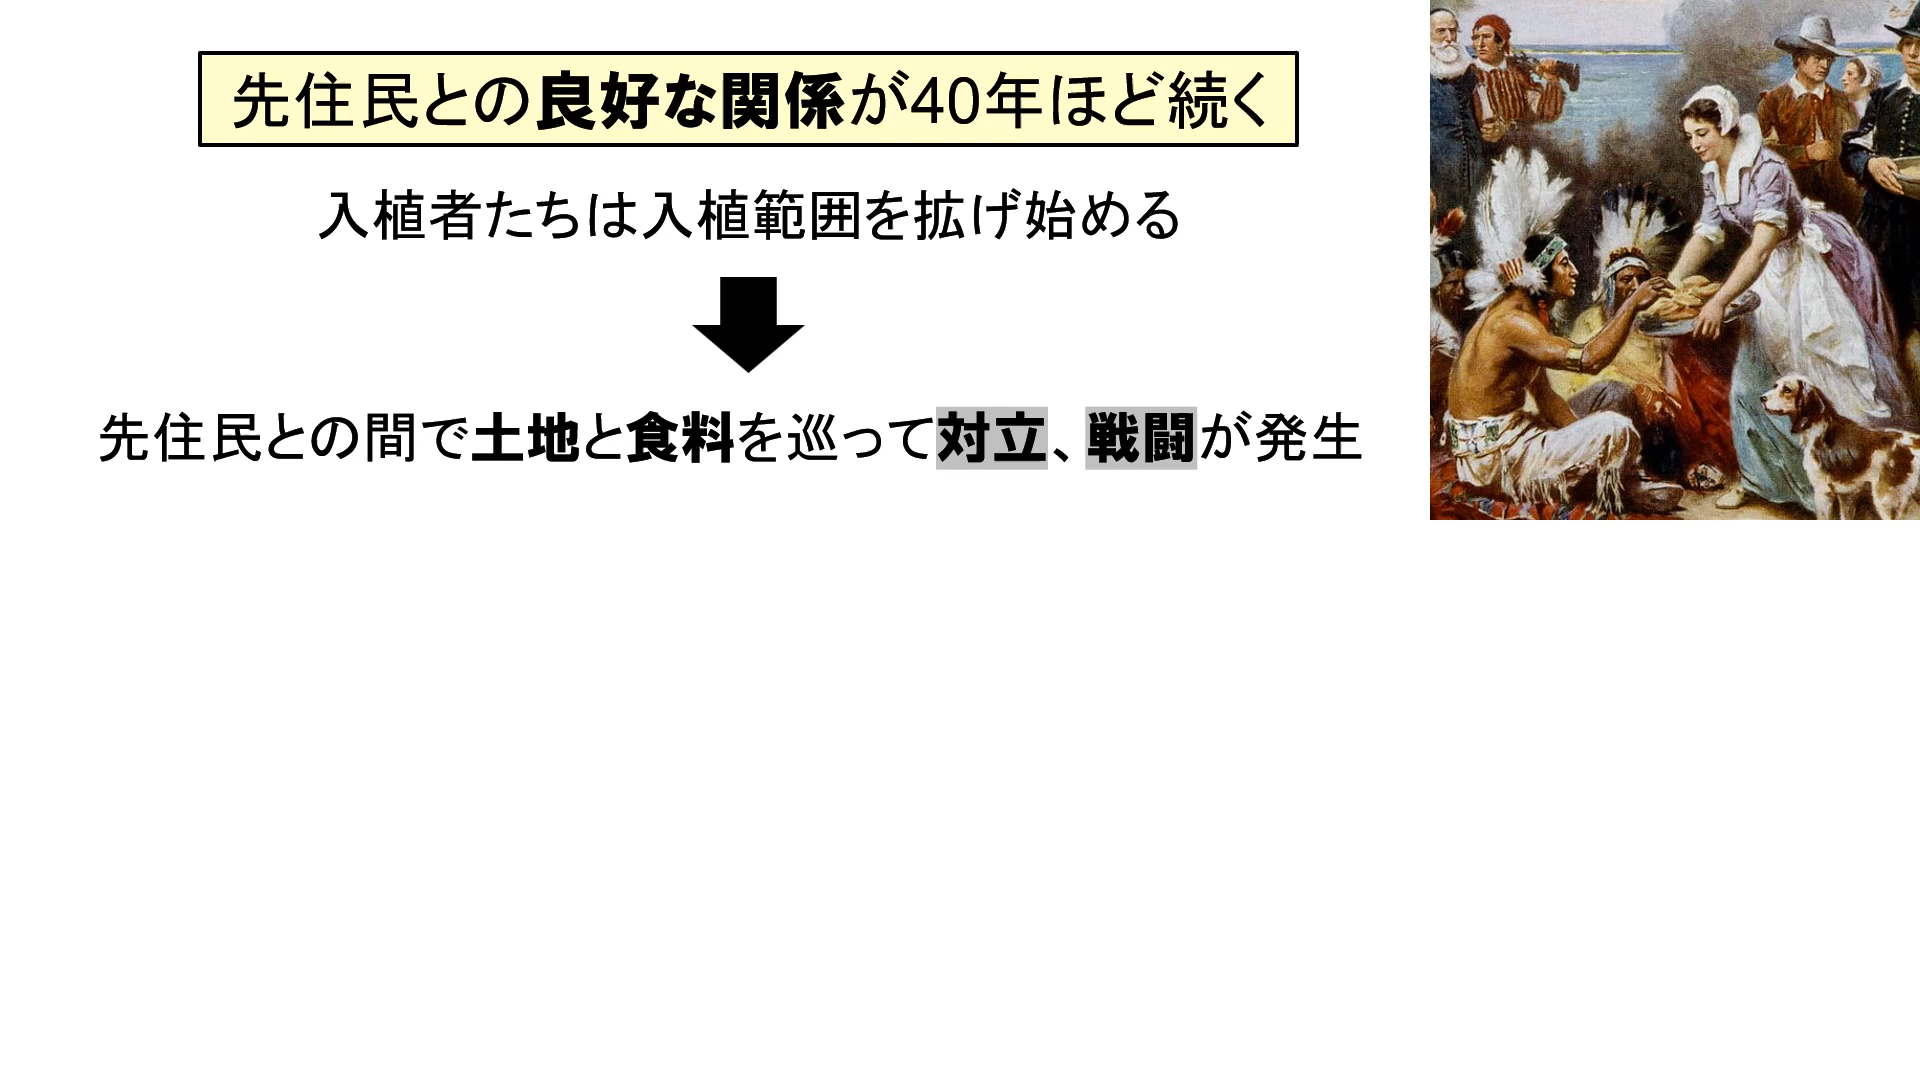 先住民との良好な関係が40年ほど続く
入植者たちは入植範囲を拡げ始める
先住民との間で土地と食料を巡って対立、戦闘が発生